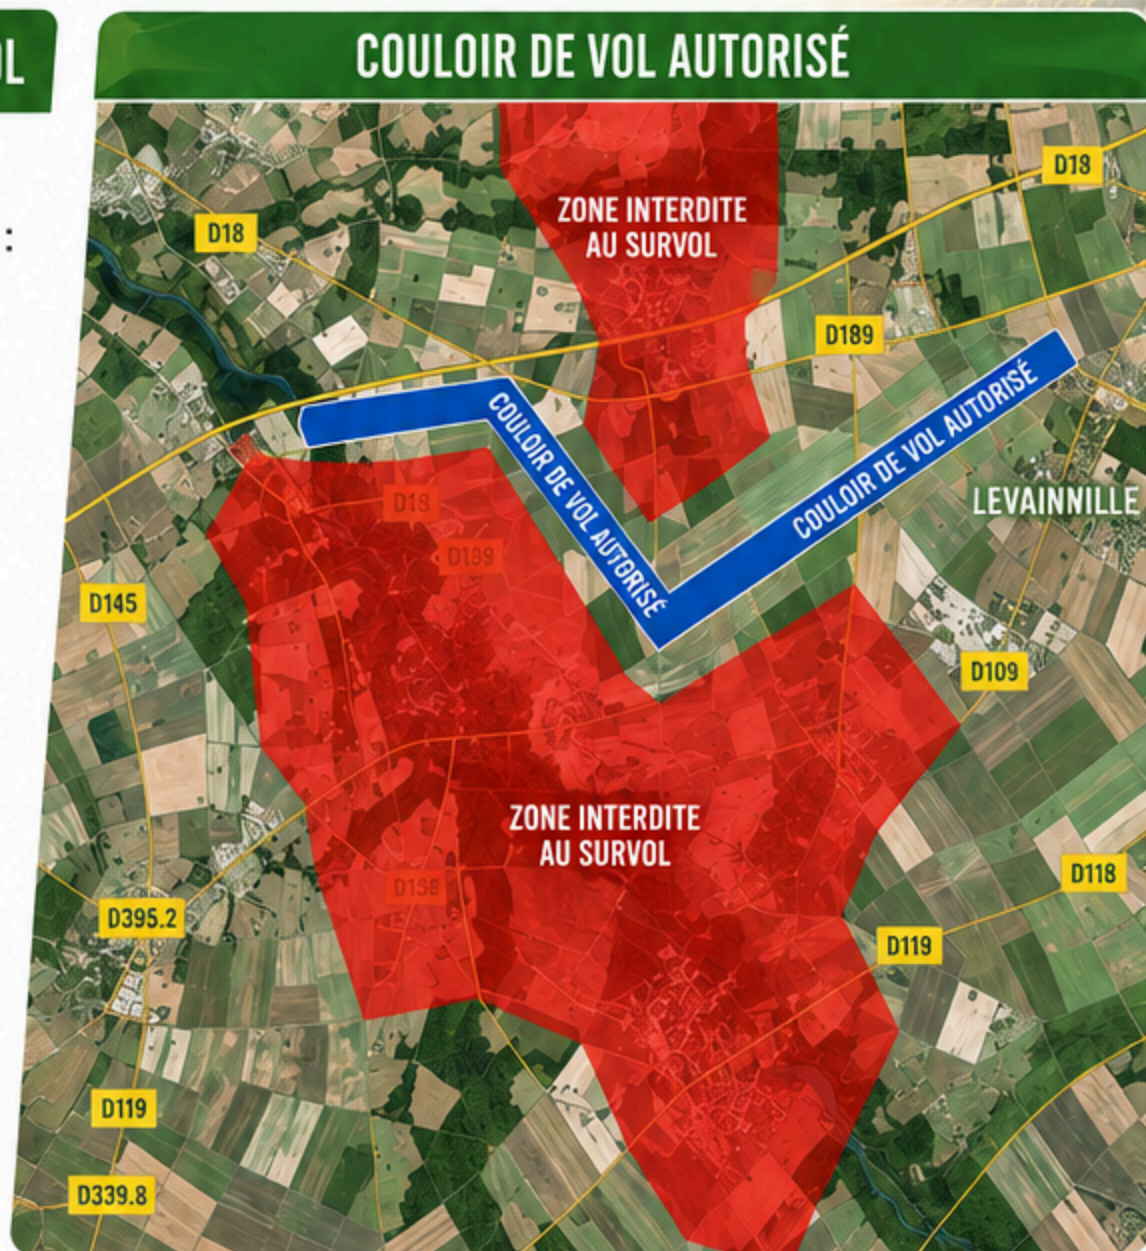 OL
COULOIR DE VOL AUTORISÉ
:
ZONE INTERDITE
AU SURVOL
D18
D18
D189
COULOIR DE VOL AUTORISÉ
COULOIR DE VOL AUTORISÉ
LEVAINNILLE
D18
D189
D145
D109
ZONE INTERDITE
AU SURVOL
D118
D138
D395.2
D119
D119
D339.8